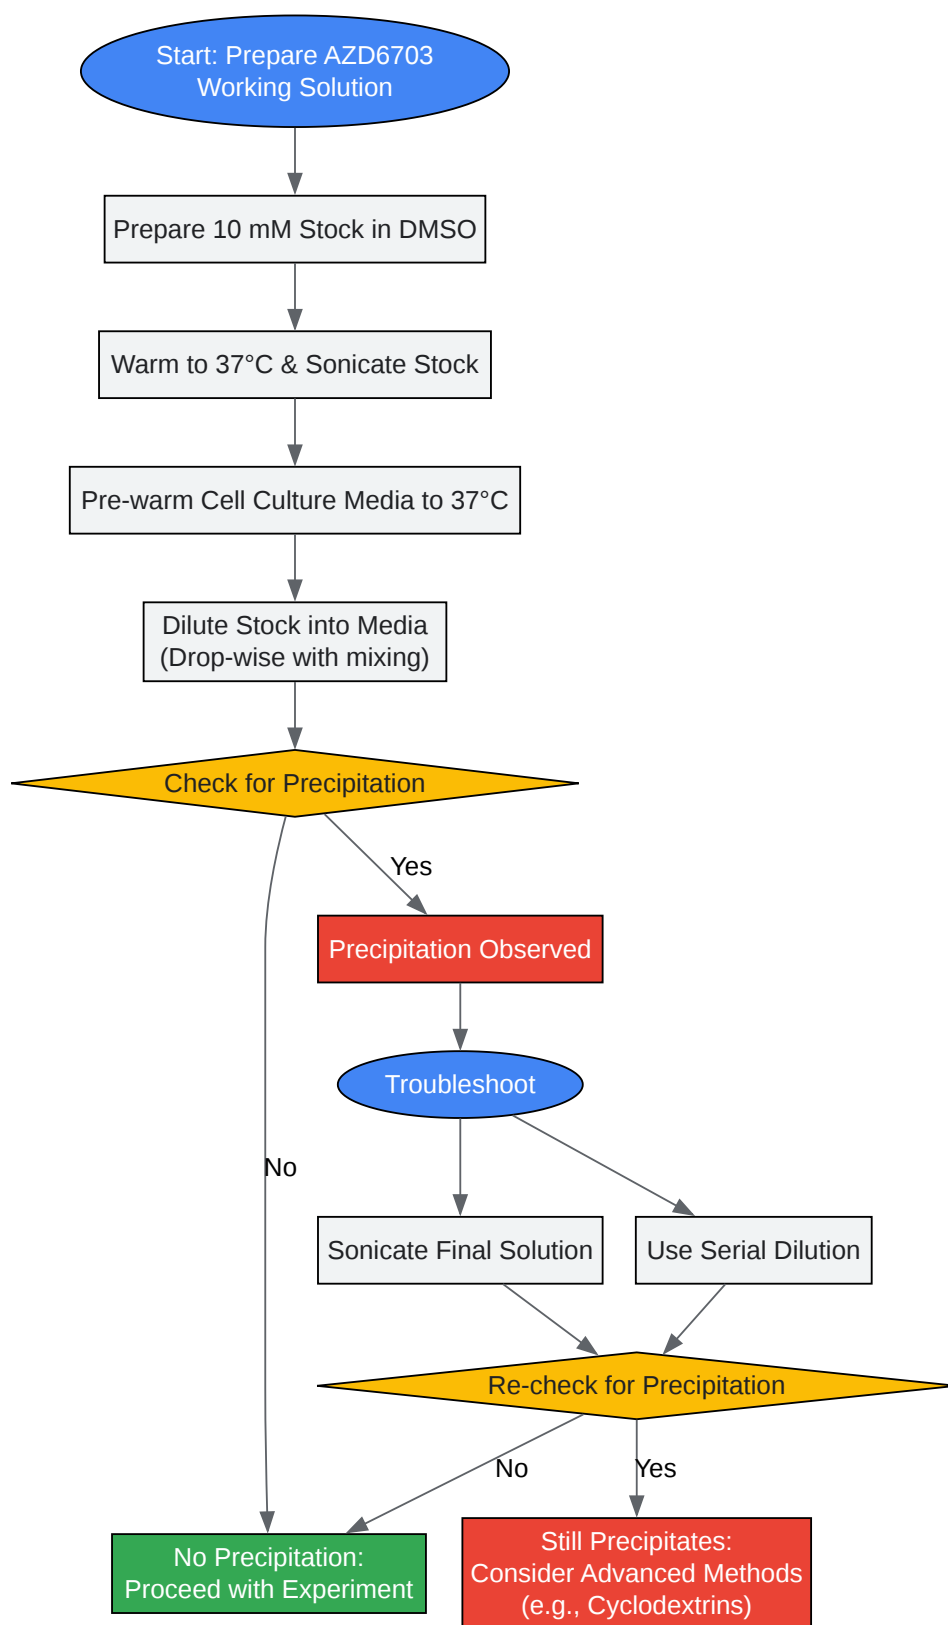 Start: Prepare AZD6703
Working Solution
Prepare 10 mM Stock in DMSO
Warm to 37°C & Sonicate Stock
Pre-warm Cell Culture Media to 37°C
Dilute Stock into Media
(Drop-wise with mixing)
Check for Precipitation
Yes
Precipitation Observed
Troubleshoot
No
Sonicate Final Solution
Use Serial Dilution
Re-check for Precipitation
No
Yes
No Precipitation:
Proceed with Experiment
Still Precipitates:
Consider Advanced Methods
(e.g., Cyclodextrins)